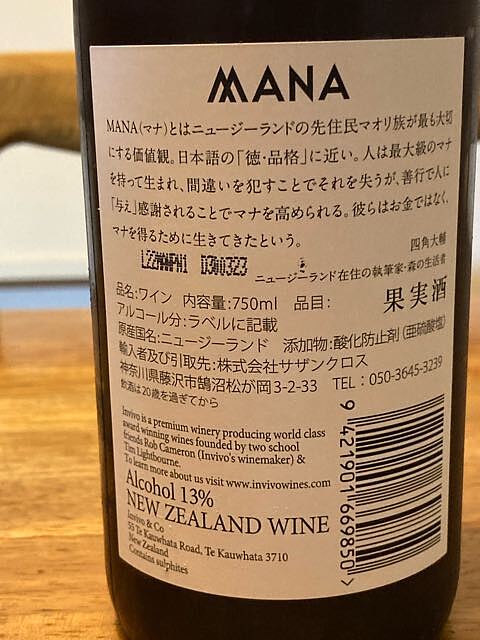 MANA
MANA(マナ)とはニュージーランドの先住民マオリ族が最も大切
にする価値観。日本語の「徳・品格」に近い。人は最大級のマナ
を持って生まれ、間違いを犯すことでそれを失うが、善行で人に
「与え」感謝されることでマナを高められる。彼らはお金ではなく、
マナを得るために生きてきたという。
四角大輔
ニュージーランド在住の執筆家・森の生活者
品名:ワイン 内容量:750ml 品目: 果実酒
アルコール分:ラベルに記載
原産国名:ニュージーランド 添加物:酸化防止剤(亜硫酸塩)
輸入者及び引取先:株式会社サザンクロス
神奈川県藤沢市鵠沼松が岡3-2-33 TEL:050-3645-3239
飲酒は20歳を過ぎてから
Invivo is a premium winery producing world class
award winning wines founded by two school
friends Rob Cameron (Invivo's winemaker) &
Tim Lightbourne.
To learn more about us visit www.invivowines.com
Alcohol 13%
NEW ZEALAND WINE
Invivo & Co
55 Te Kauwhata Road, Te Kauwhata 3710
New Zealand
Contains sulphites
9 421901 669850 >